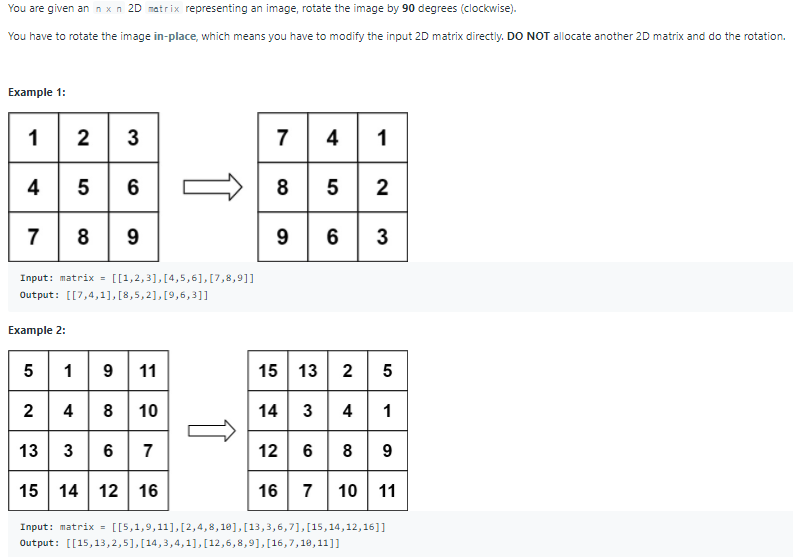 You are given an n x n 2D matrix representing an image, rotate the image by 90 degrees (clockwise).
You have to rotate the image in-place, which means you have to modify the input 2D matrix directly. DO NOT allocate another 2D matrix and do the rotation.
Example 1:
1 2 3 7 4 1
4 5 6 8 5 2
7 8 9 9 6 3
Input: matrix = [[1,2,3],[4,5,6],[7,8,9]]
Output: [[7,4,1],[8,5,2],[9,6,3]]
Example 2:
5 1 9 11 15 13 2 5
2 4 8 10 14 3 4 1
13 3 6 7 12 6 8 9
15 14 12 16 16 7 10 11
Input: matrix = [[5,1,9,11],[2,4,8,10],[13,3,6,7],[15,14,12,16]]
Output: [[15,13,2,5],[14,3,4,1],[12,6,8,9],[16,7,10,11]]